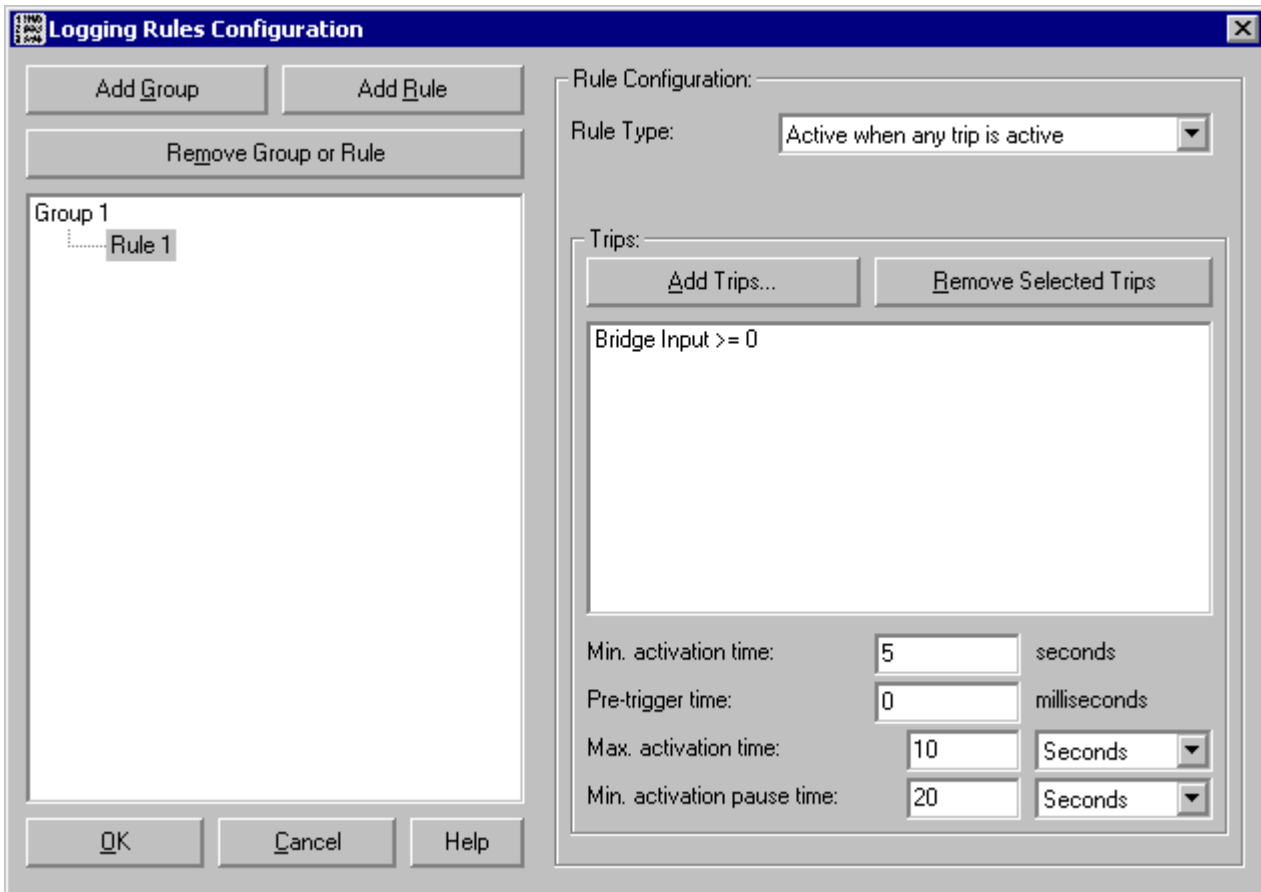 Logging Rules Configuration
Add Group
Add Rule
Remove Group or Rule
Group 1
Rule 1
OK
Cancel
Help
Rule Configuration:
Rule Type:
Active when any trip is active
Trips:
Add Trips...
Remove Selected Trips
Bridge Input >= 0
Min. activation time: 5 seconds
Pre-trigger time: 0 milliseconds
Max. activation time: 10 Seconds
Min. activation pause time: 20 Seconds